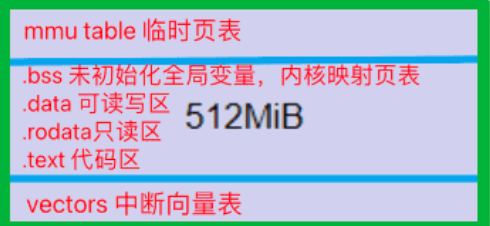 mmu table 临时页表
.bss 未初始化全局变量，内核映射页表
.data 可读写区
512MiB
.rodata只读区
.text 代码区
vectors 中断向量表